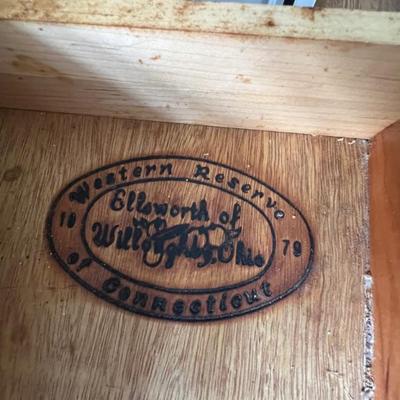 Western Reserve
Ellsworth of
Willoughby, Ohio
19 79
of Connecticut